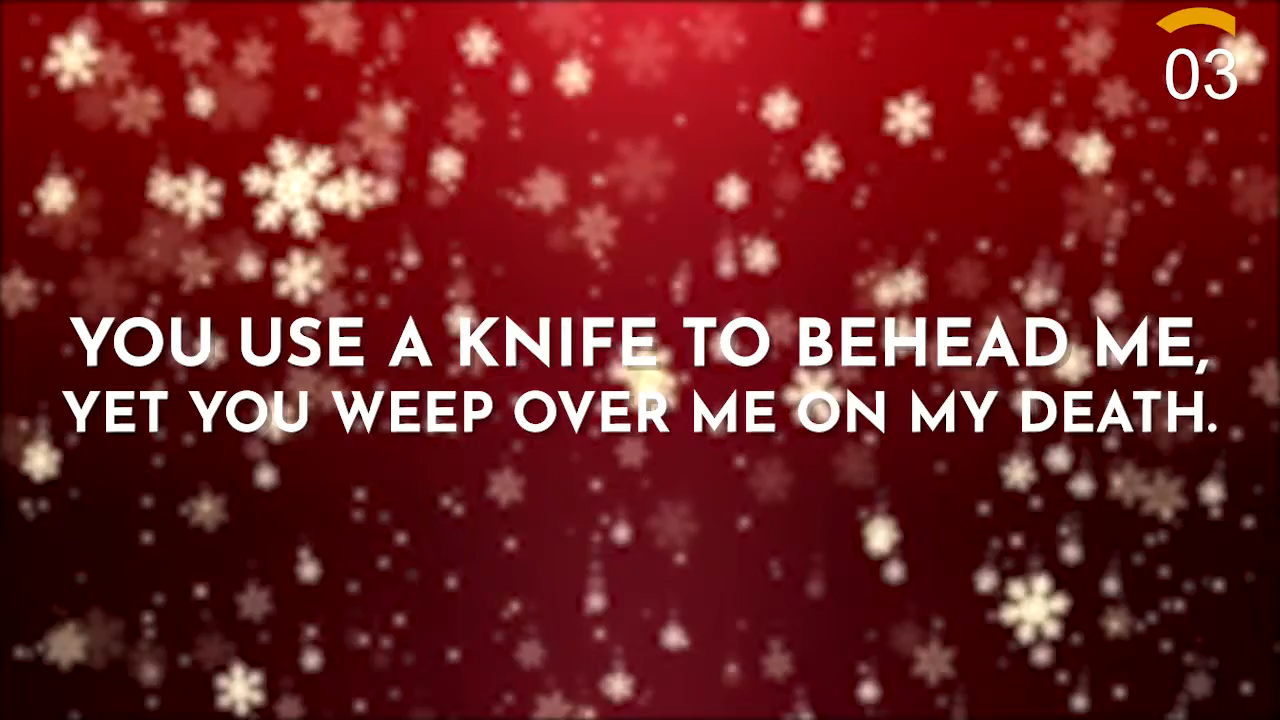 03
YOU USE A KNIFE TO BEHEAD ME,
YET YOU WEEP OVER ME ON MY DEATH.